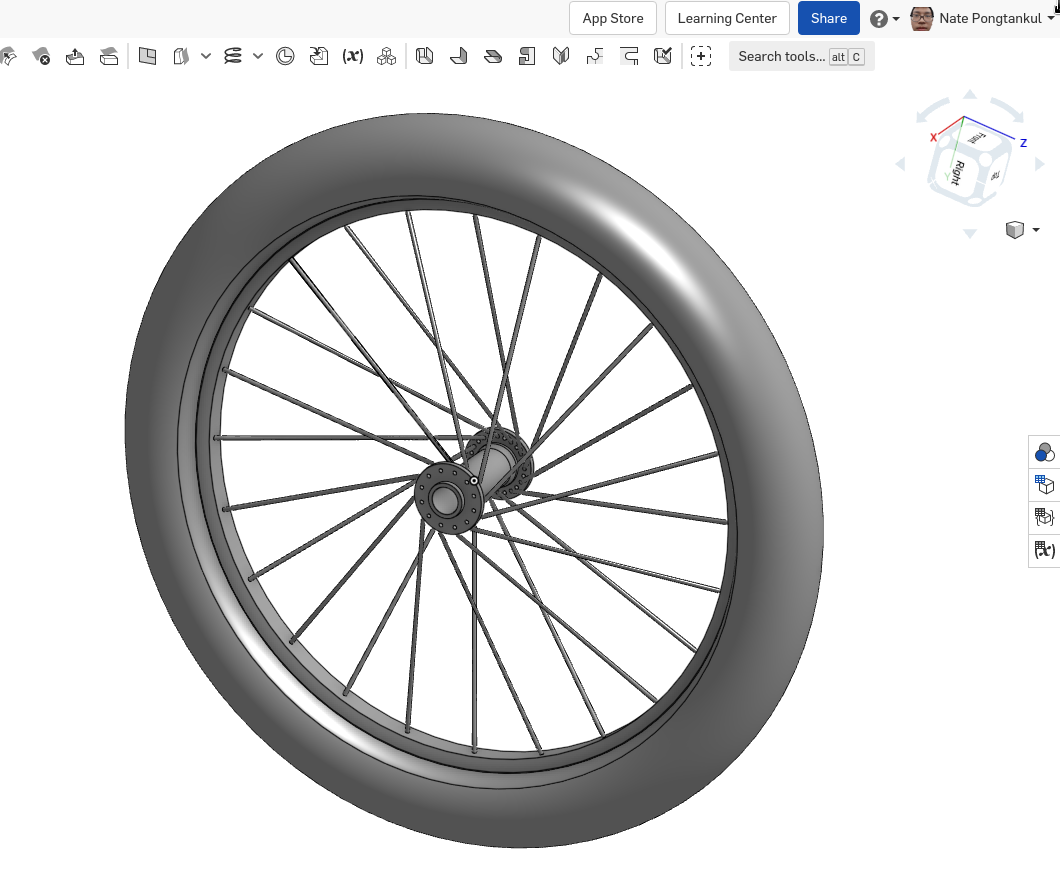 App Store
Learning Center
Share
?
Nate Pongtankul
(x)
Search tools... alt C
X
Z
Y
Front
Right
Top
(x)